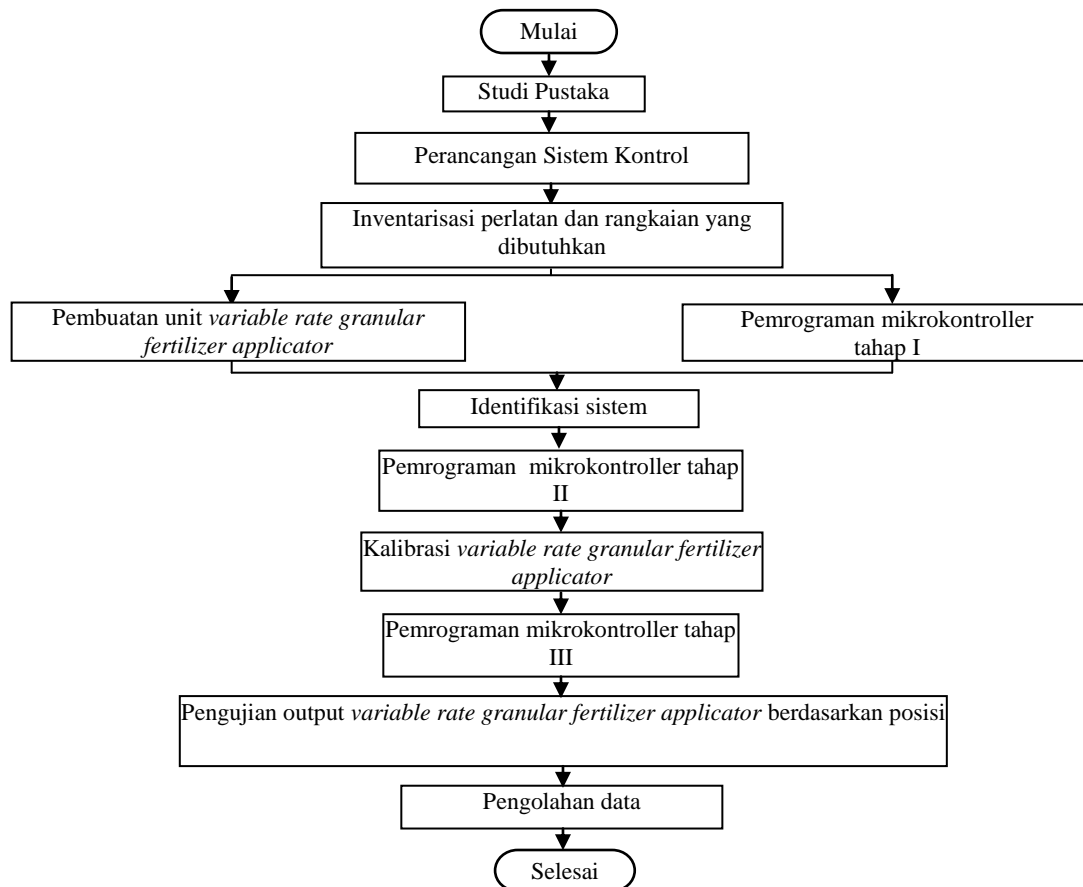 Mulai
Studi Pustaka
Perancangan Sistem Kontrol
Inventarisasi perlatan dan rangkaian yang
dibutuhkan
Pembuatan unit variable rate granular
fertilizer applicator
Pemrograman mikrokontroller
tahap I
Identifikasi sistem
Pemrograman mikrokontroller tahap
II
Kalibrasi variable rate granular fertilizer
applicator
Pemrograman mikrokontroller tahap
III
Pengujian output variable rate granular fertilizer applicator berdasarkan posisi
Pengolahan data
Selesai